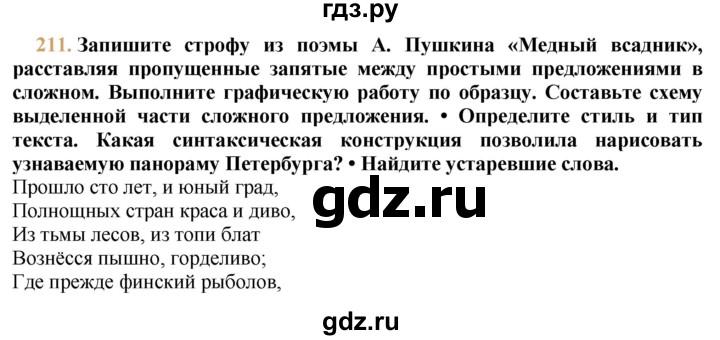 гдз.ру
211. Запишите строфу из поэмы А. Пушкина «Медный всадник»,
расставляя пропущенные запятые между простыми предложениями в
сложном. Выполните графическую работу по образцу. Составьте схему
выделенной части сложного предложения. • Определите стиль и тип
текста. Какая синтаксическая конструкция позволила нарисовать
узнаваемую панораму Петербурга? • Найдите устаревшие слова.
Прошло сто лет, и юный град,
Полнощных стран краса и диво,
Из тьмы лесов, из топи блат
Вознёсся пышно, горделиво;
Где прежде финский рыболов,
gdz.ru
gdz.ru